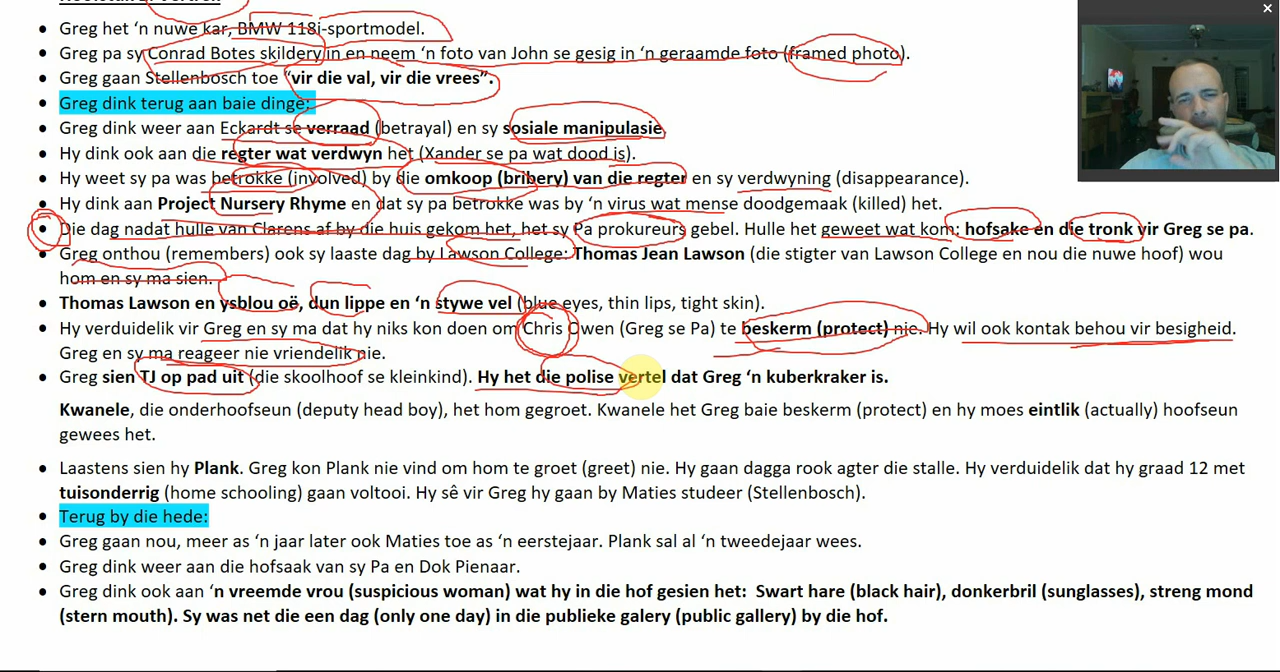 • Greg het ‘n nuwe kar, BMW 118i-sportmodel.
• Greg pa sy Conrad Botes skildery in en neem ‘n foto van John se gesig in ‘n geraamde foto (framed photo).
• Greg gaan Stellenbosch toe “vir die val, vir die vrees”.
• Greg dink terug aan baie dinge:
• Greg dink weer aan Eckardt se verraad (betrayal) en sy sosiale manipulasie.
• Hy dink ook aan die regter wat verdwyn het (Xander se pa wat dood is).
• Hy weet sy pa was betrokke (involved) by die omkoop (bribery) van die regter en sy verdwyning (disappearance).
• Hy dink aan Project Nursery Rhyme en dat sy pa betrokke was by ‘n virus wat mense doodgemaak (killed) het.
• Die dag nadat hulle van Clarens af by die huis gekom het, het sy Pa prokureurs gebel. Hulle het geweet wat kom: hofsake en die tronk vir Greg se pa.
• Greg onthou (remembers) ook sy laaste dag by Lawson College: Thomas Jean Lawson (die stigter van Lawson College en nou die nuwe hoof) wou
hom en sy ma sien.
• Thomas Lawson en ysblou oë, dun lippe en ‘n stywe vel (blue eyes, thin lips, tight skin).
• Hy verduidelik vir Greg en sy ma dat hy niks kon doen om Chris Owen (Greg se Pa) te beskerm (protect) nie. Hy wil ook kontak behou vir besigheid.
Greg en sy ma reageer nie vriendelik nie.
• Greg sien TJ op pad uit (die skoolhoof se kleinkind). Hy het die polise vertel dat Greg ‘n kuberkraker is.
Kwanele, die onderhoofseun (deputy head boy), het hom gegroet. Kwanele het Greg baie beskerm (protect) en hy moes eintlik (actually) hoofseun
gewees het.
• Laastens sien hy Plank. Greg kon Plank nie vind om hom te groet (greet) nie. Hy gaan dagga rook agter die stalle. Hy verduidelik dat hy graad 12 met
tuisonderrig (home schooling) gaan voltooi. Hy sê vir Greg hy gaan by Maties studeer (Stellenbosch).
• Terug by die hede:
• Greg gaan nou, meer as ‘n jaar later ook Maties toe as ‘n eerstejaar. Plank sal al ‘n tweedejaar wees.
• Greg dink weer aan die hofsaak van sy Pa en Dok Pienaar.
• Greg dink ook aan ‘n vreemde vrou (suspicious woman) wat hy in die hof gesien het: Swart hare (black hair), donkerbril (sunglasses), streng mond
(stern mouth). Sy was net die een dag (only one day) in die publieke galery (public gallery) by die hof.